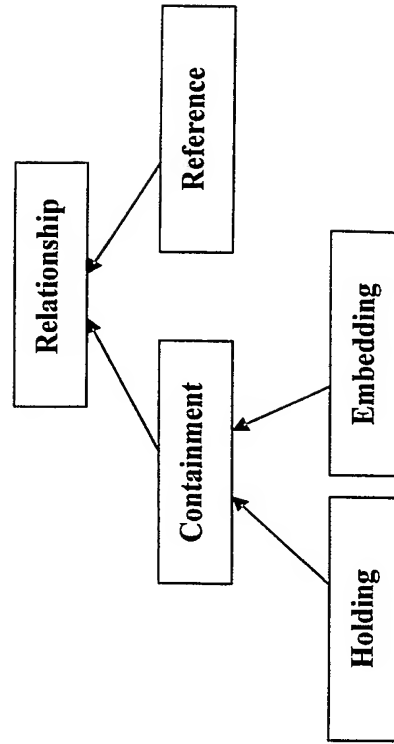 Relationship
Containment
Reference
Holding
Embedding